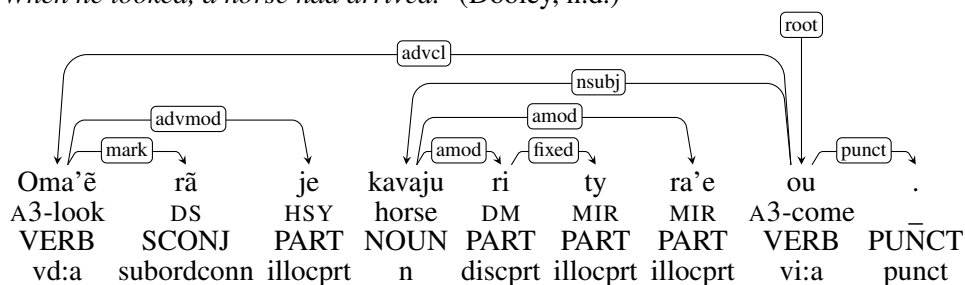 When he looked, a horse had arrived." (Dooley, n.d.)
root
advcl
nsubj
advmod amod
mark amod fixed punct
Oma'ẽ rã je kavaju ri ty ra'e ou .
A3-look DS HSY horse DM MIR MIR A3-come _
VERB SCONJ PART NOUN PART PART PART VERB PUNCT
vd:a subordconn illocprt n discprt illocprt illocprt vi:a punct